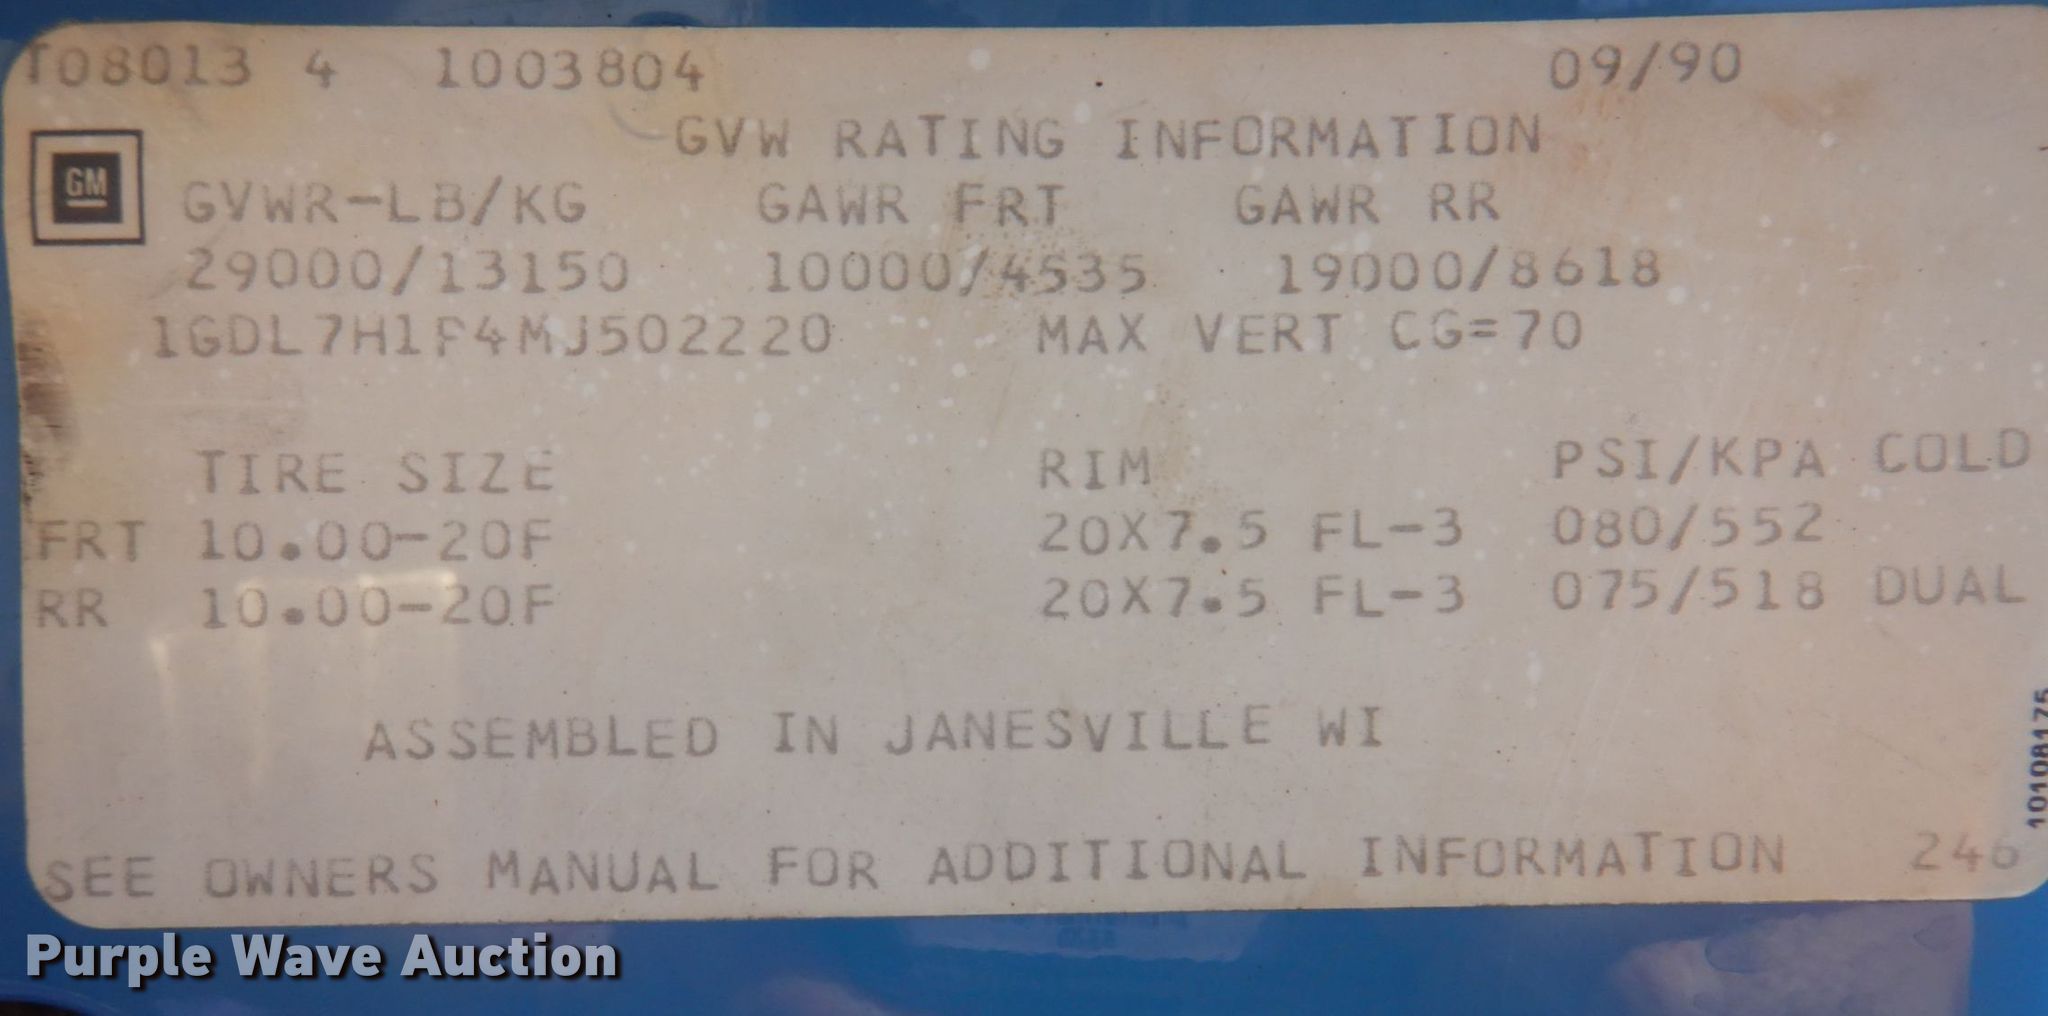 T08013 4 1003804 09/90
GVW RATING INFORMATION
GM
GVWR-LB/KG GAWR FRT GAWR RR
29000/13150 10000/4535 19000/8618
1GDL7H1P4MJ502220 MAX VERT CG=70
TIRE SIZE RIM PSI/KPA COLD
FRT 10.00-20F 20X7.5 FL-3 080/552
RR 10.00-20F 20X7.5 FL-3 075/518 DUAL
ASSEMBLED IN JANESVILLE WI
10108175
SEE OWNERS MANUAL FOR ADDITIONAL INFORMATION 246
Purple Wave Auction